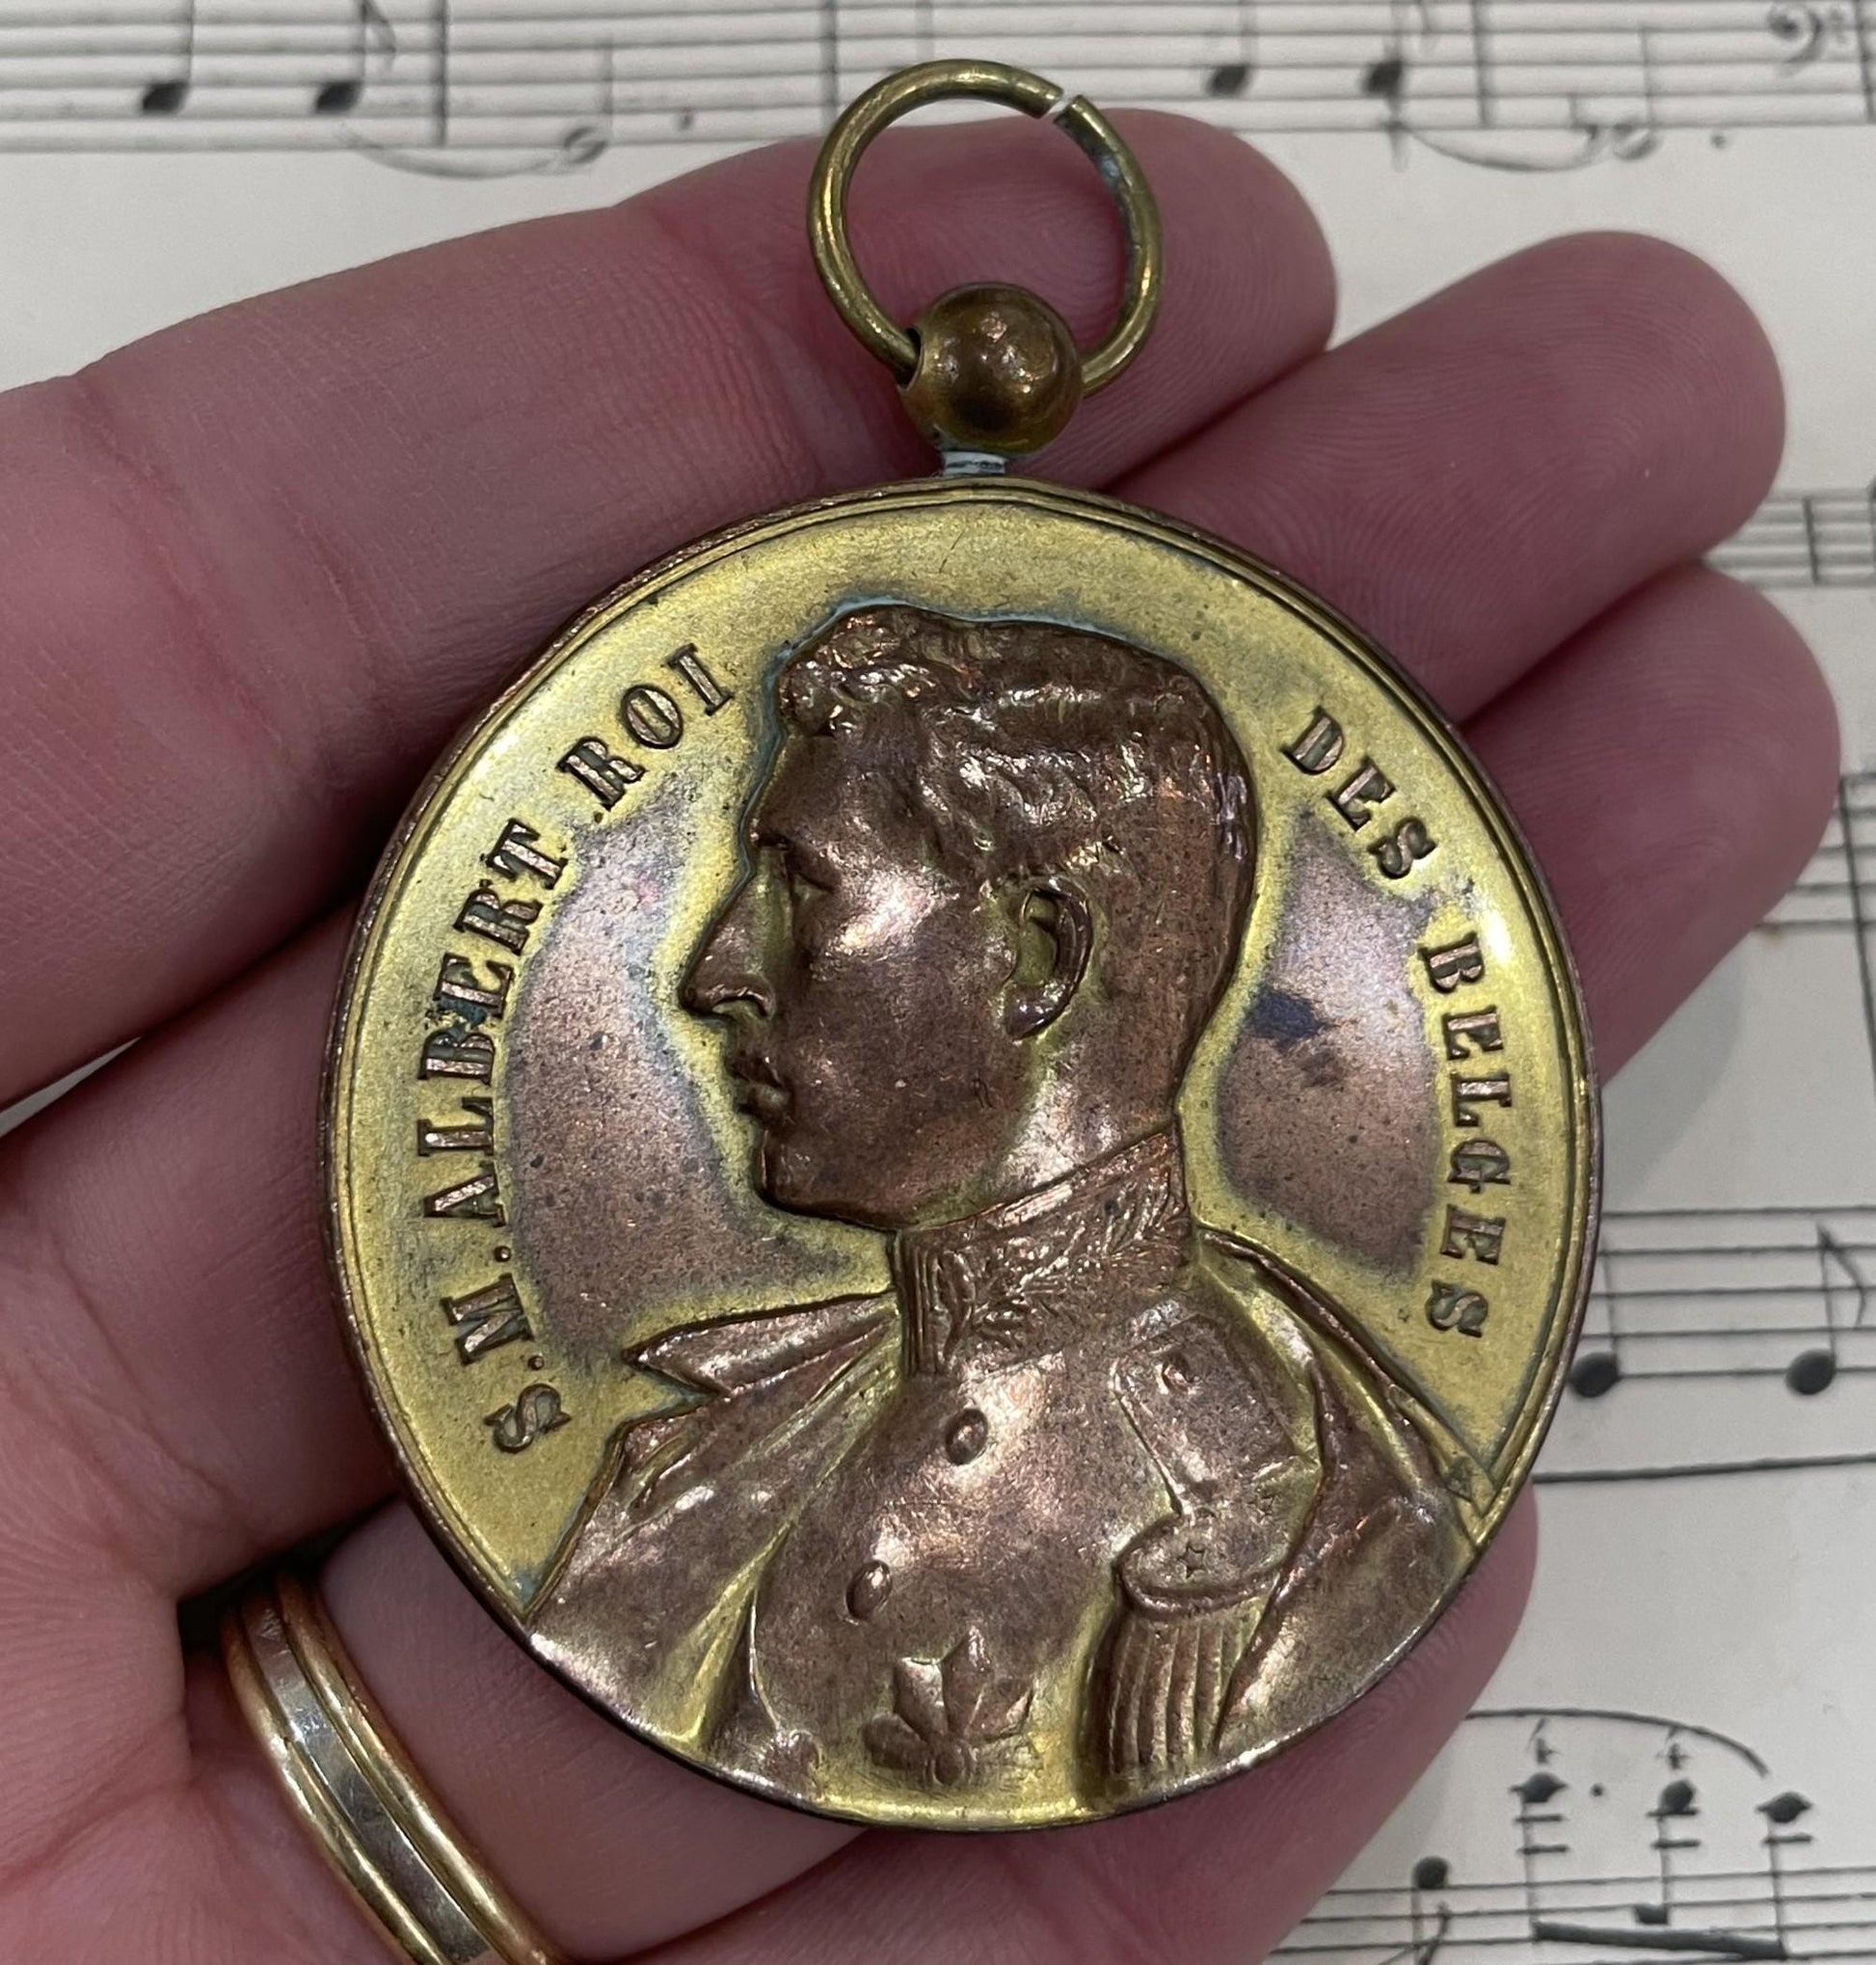 S.M. ALBERT ROI DES BELGES